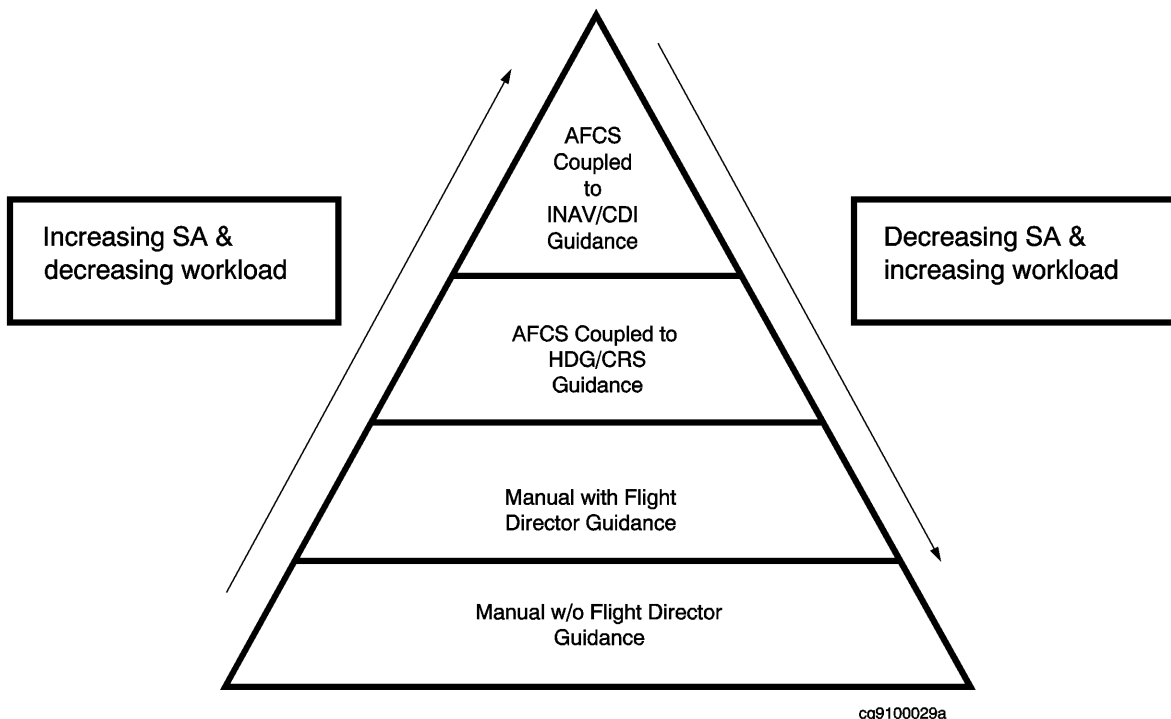 AFCS
Coupled
to
INAV/CDI
Guidance
Increasing SA &
decreasing workload
Decreasing SA &
increasing workload
AFCS Coupled to
HDG/CRS
Guidance
Manual with Flight
Director Guidance
Manual w/o Flight Director
Guidance
cg9100029a